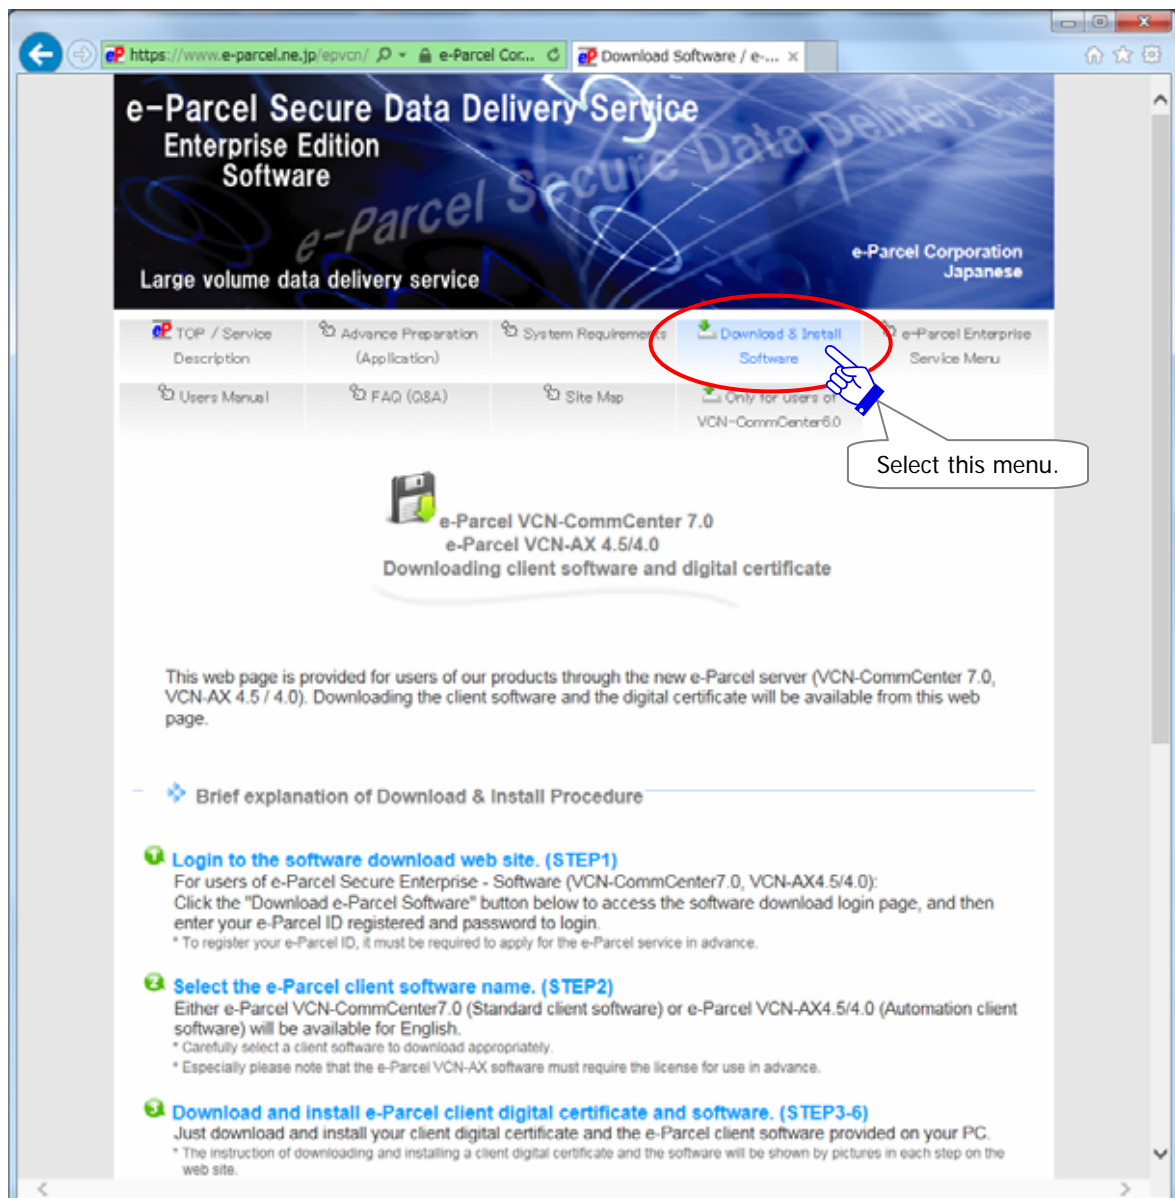 https://www.e-parcel.ne.jp/epvcn/
e-Parcel Cor...
eP Download Software / e-...
e-Parcel Secure Data Delivery Service
Enterprise Edition
Software
e-Parcel Secure Data Delivery
e-Parcel Corporation
Japanese
Large volume data delivery service
eP TOP / Service Description
Advance Preparation (Application)
System Requirements
Download & Install Software
e-Parcel Enterprise Service Menu
Users Manual
FAQ (Q&A)
Site Map
Only for users of VCN-CommCenter6.0
Select this menu.
e-Parcel VCN-CommCenter 7.0
e-Parcel VCN-AX 4.5/4.0
Downloading client software and digital certificate
This web page is provided for users of our products through the new e-Parcel server (VCN-CommCenter 7.0,
VCN-AX 4.5 / 4.0). Downloading the client software and the digital certificate will be available from this web
page.
Brief explanation of Download & Install Procedure
1 Login to the software download web site. (STEP1)
For users of e-Parcel Secure Enterprise - Software (VCN-CommCenter7.0, VCN-AX4.5/4.0):
Click the "Download e-Parcel Software" button below to access the software download login page, and then
enter your e-Parcel ID registered and password to login.
* To register your e-Parcel ID, it must be required to apply for the e-Parcel service in advance.
2 Select the e-Parcel client software name. (STEP2)
Either e-Parcel VCN-CommCenter7.0 (Standard client software) or e-Parcel VCN-AX4.5/4.0 (Automation client
software) will be available for English.
* Carefully select a client software to download appropriately.
* Especially please note that the e-Parcel VCN-AX software must require the license for use in advance.
3 Download and install e-Parcel client digital certificate and software. (STEP3-6)
Just download and install your client digital certificate and the e-Parcel client software provided on your PC.
* The instruction of downloading and installing a client digital certificate and the software will be shown by pictures in each step on the
web site.